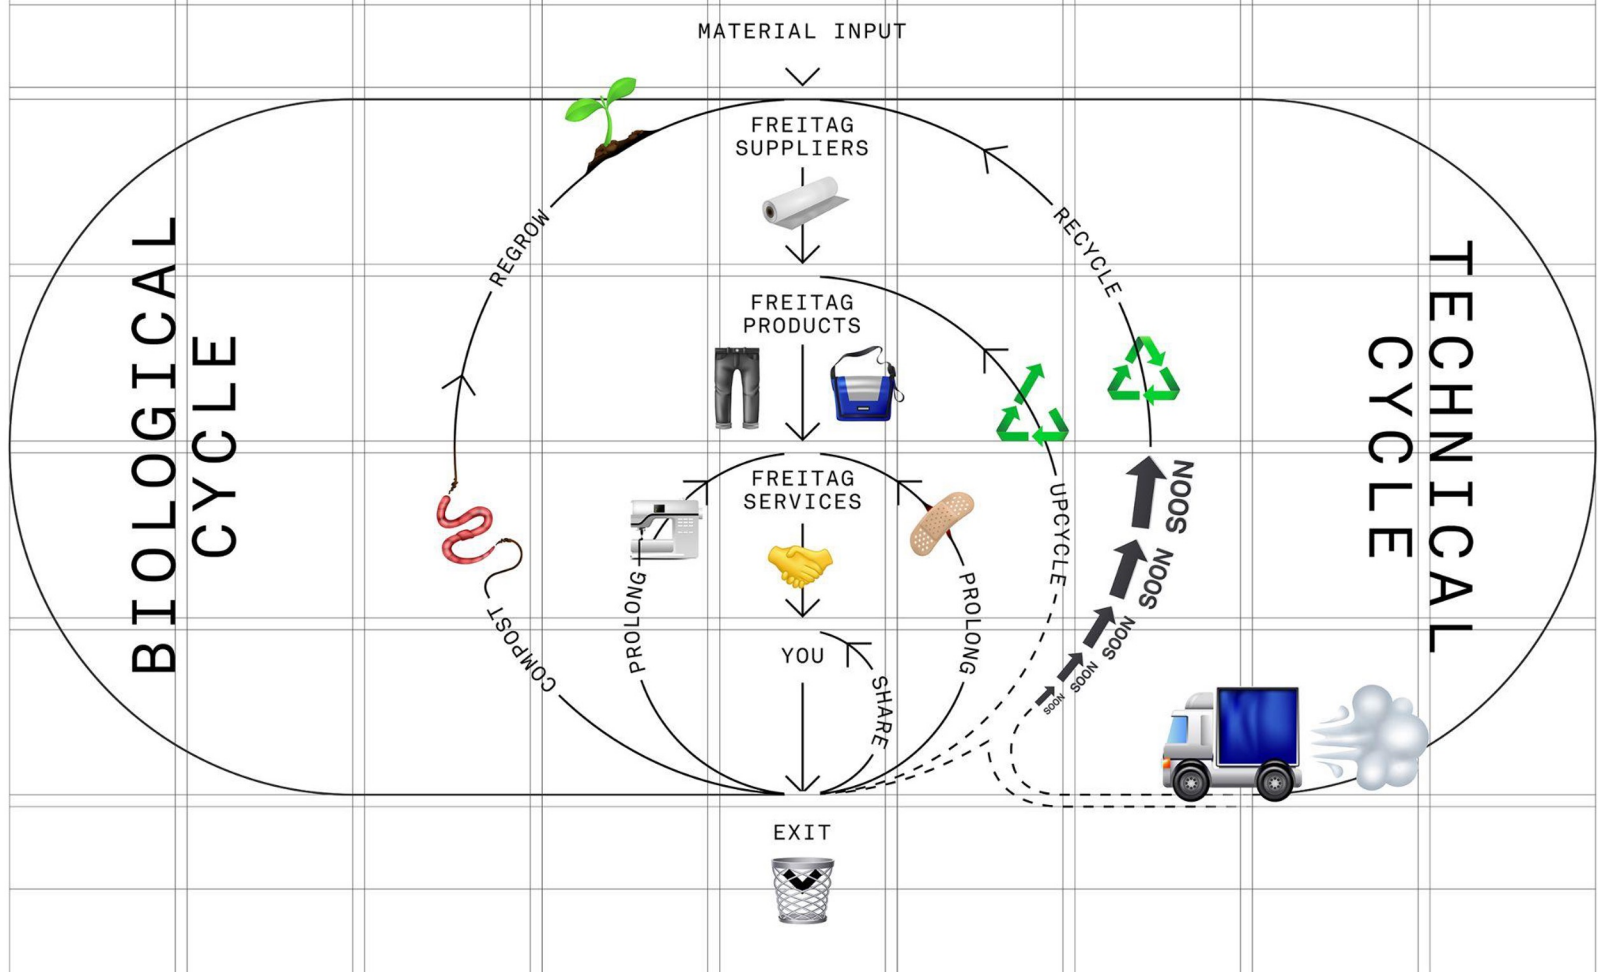 MATERIAL INPUT
FREITAG
SUPPLIERS
REGROW
RECYCLE
BIOLOGICAL
CYCLE
TECHNICAL
CYCLE
FREITAG
PRODUCTS
FREITAG
SERVICES
UPCYCLE
SOON
SOON
SOON
SOON
SOON
COMPOST
PROLONG
PROLONG
YOU
SHARE
EXIT